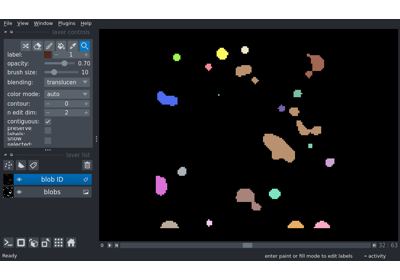 File View Window Plugins Help
layer controls
label: 1
opacity: 0.70
brush size: 10
blending: translucen
color mode: auto
contour: 0
n edit dim: 2
contiguous:
preserve labels:
show selected:
layer list
blob ID
blobs
0 32 63
Ready
enter paint or fill mode to edit labels
activity